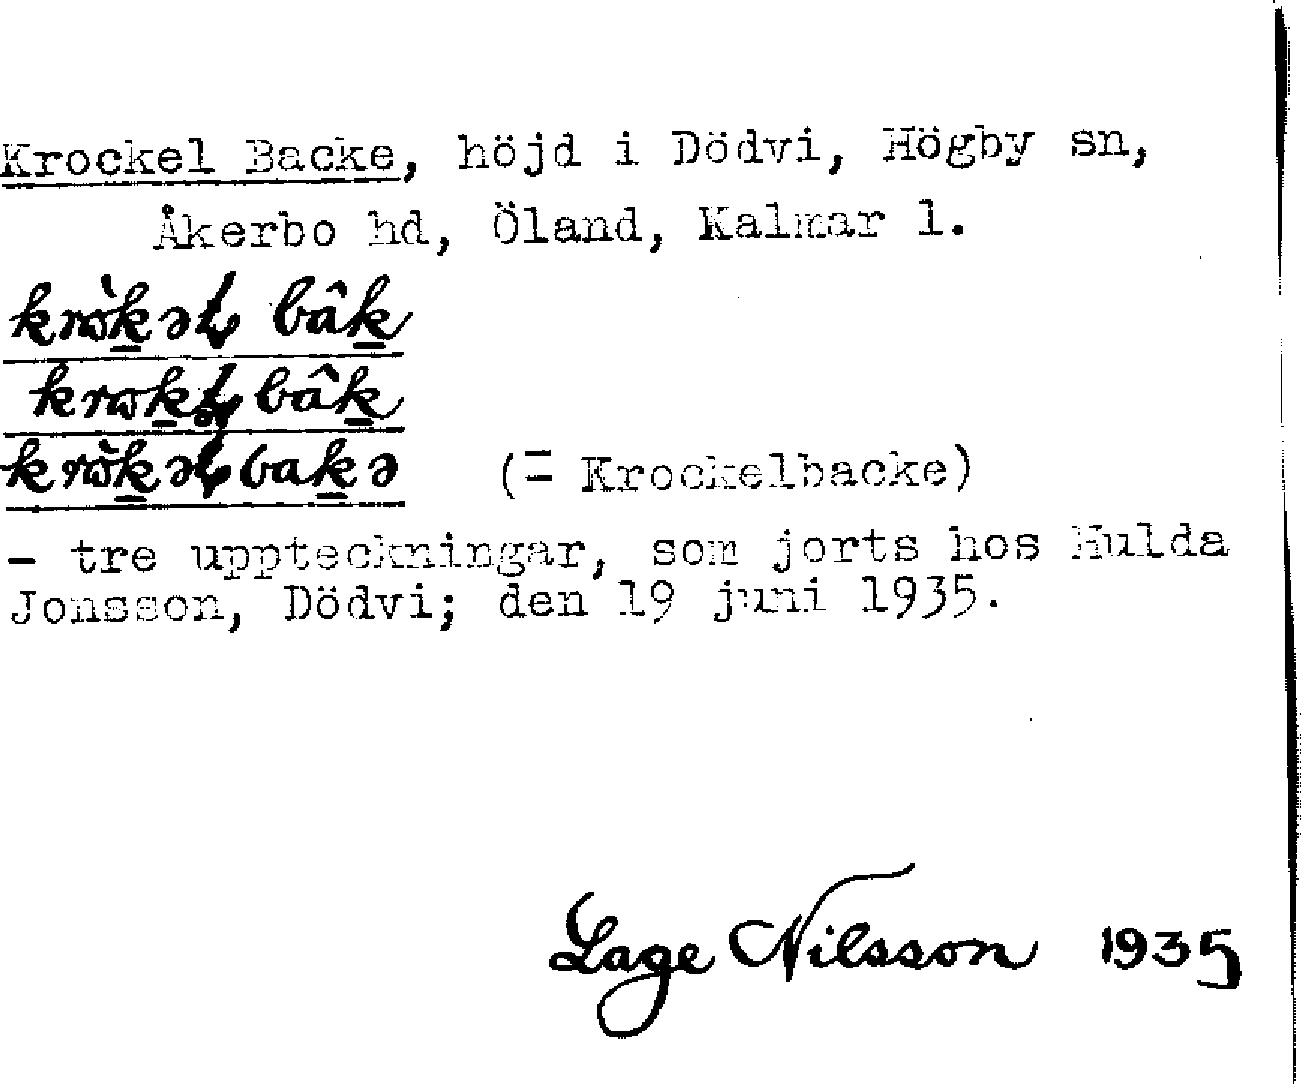 Krockel Backe, höjd i Dödvi, Högby sn,
Åkerbo hd, Öland, Kalmar l.
(= Krockelbacke)
- tre uppteckningar, som jorts hos Hulda
Jonsson, Dödvi; den 19 juni 1935.
Lage Nilsson 1935